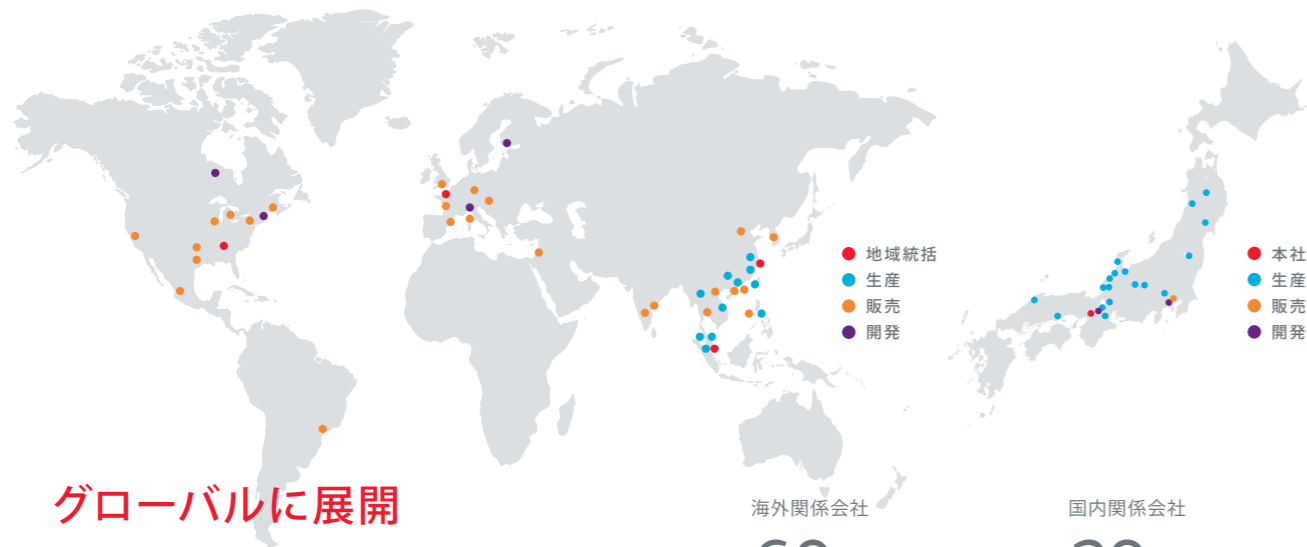 地域統括
生産
販売
開発
本社
生産
販売
開発
グローバルに展開
海外関係会社
国内関係会社